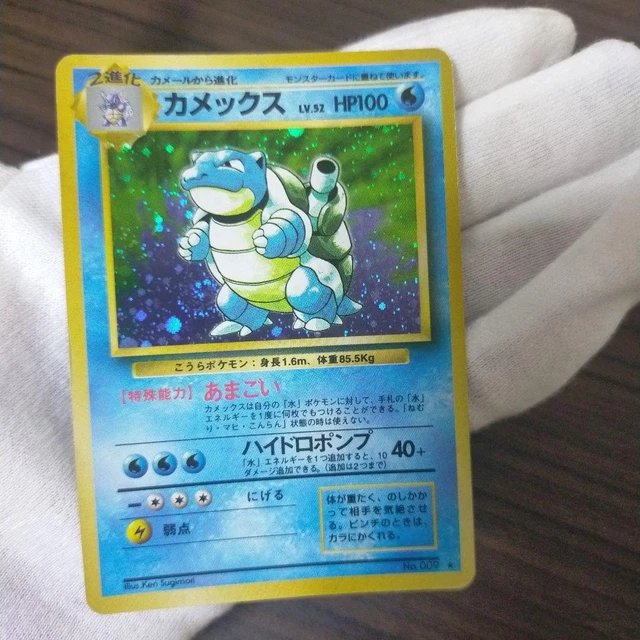 2進化 カメールから進化 モンスターカードに重ねて使います。
カメックス LV.52 HP100
こうらポケモン：身長1.6m、体重85.5Kg
[特殊能力] あまごい
カメックスは自分の「水」ポケモンに対して、手札の「水」
エネルギーを1度に何枚でもつけることができる。「ねむ
り・マヒ・こんらん」状態の時は使えない。
ハイドロポンプ 40+
「水」エネルギーを1つ追加すると、10
ダメージ追加できる。（追加は2つまで）
にげる
弱点
体が重たく、のしかか
って相手を気絶させ
る。ピンチのときは、
カラにかくれる。
Illus. Ken Sugimori
No. 009 ★